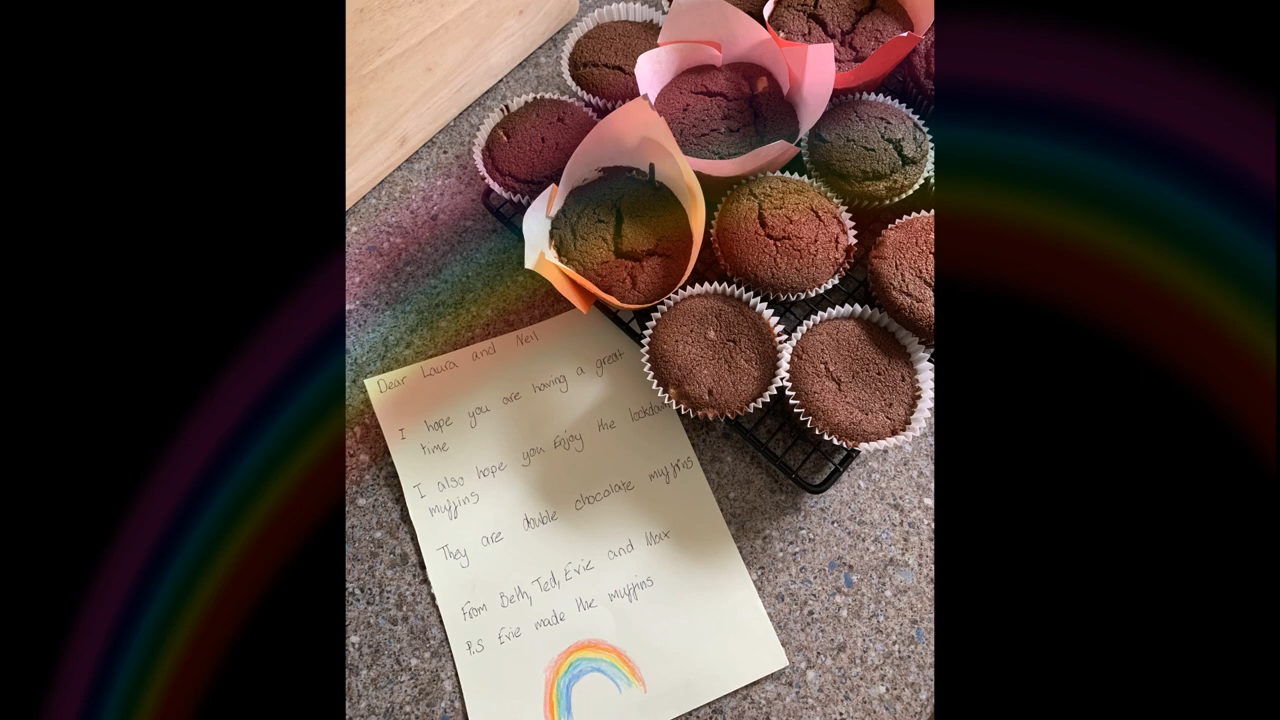 Dear Laura and Neil
I hope you are having a great
time
I also hope you Enjoy the lockdown
muffins
They are double chocolate muffins
From Beth, Ted, Evie and Max
P.S Evie made the muffins